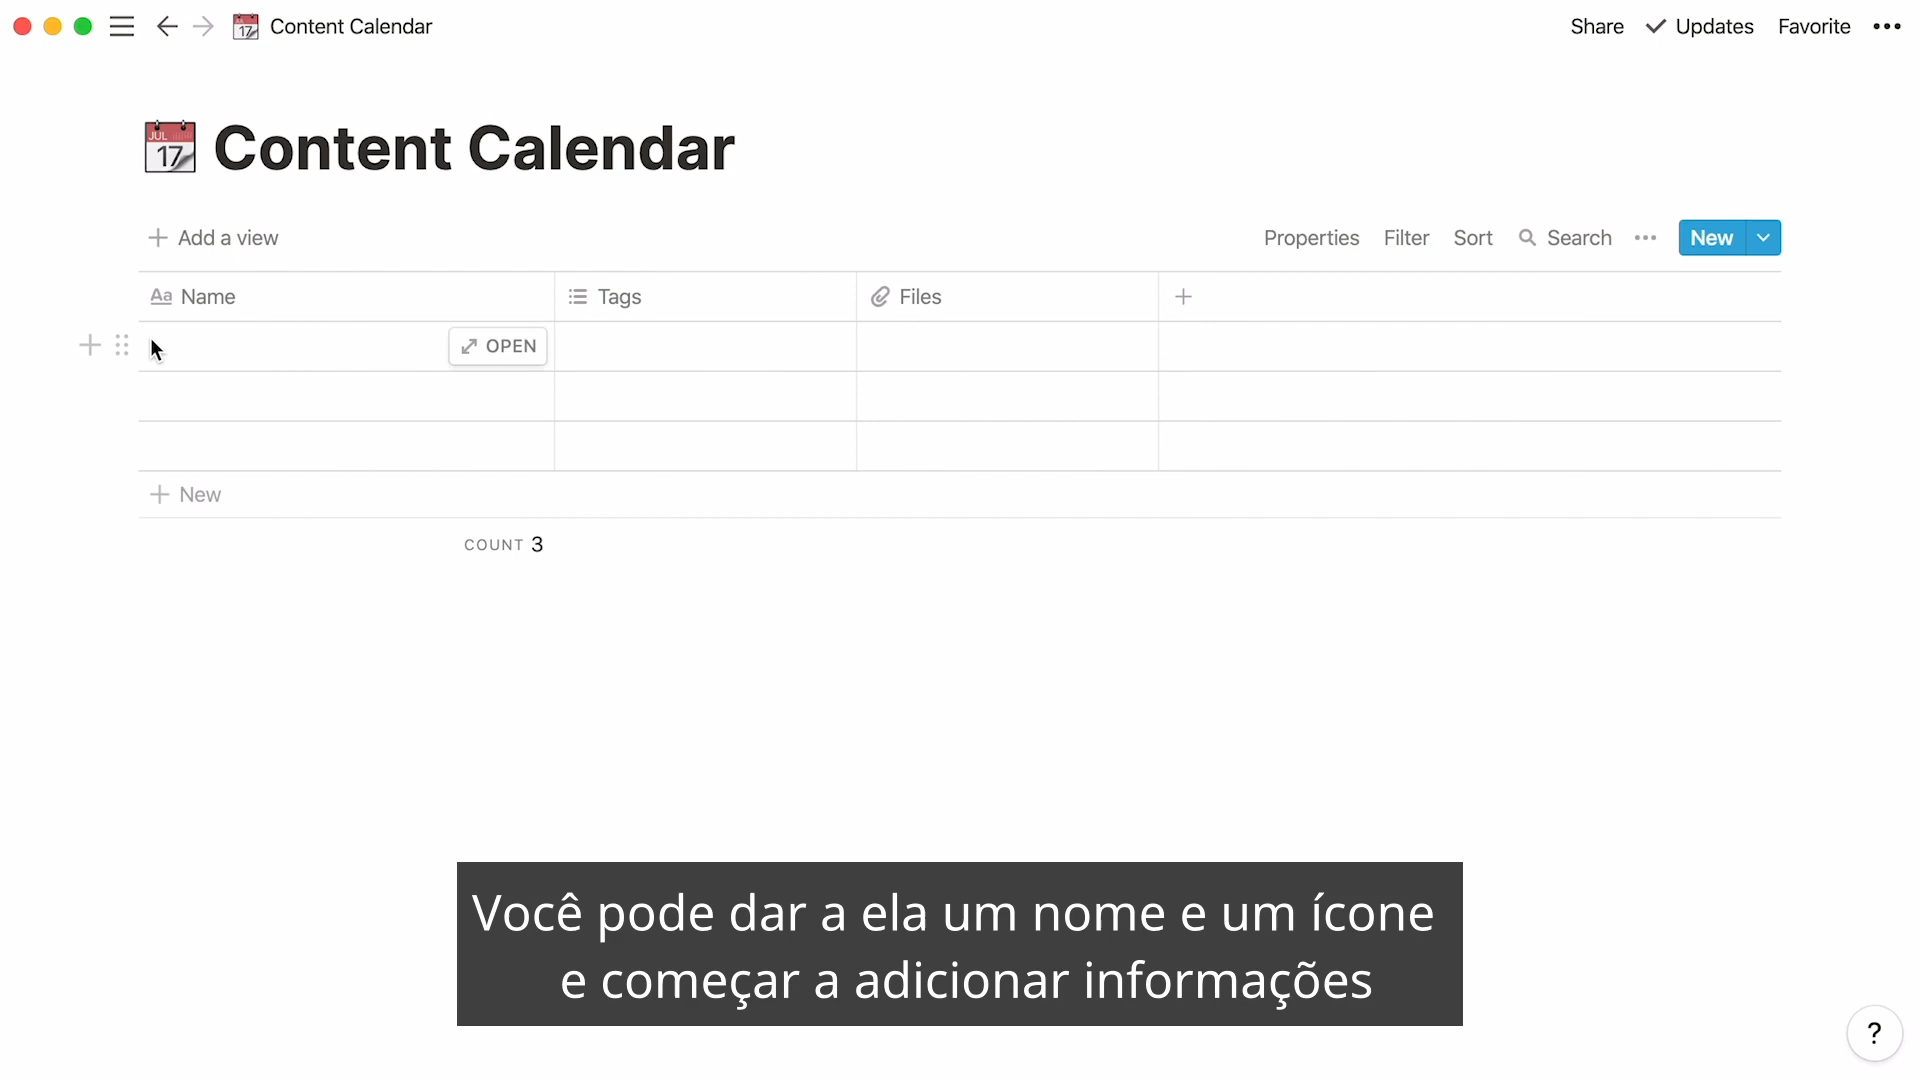 Content Calendar
Share ✓ Updates Favorite •••
JUL 17 Content Calendar
+ Add a view
Properties Filter Sort Search ••• New
Aa Name Tags Files +
OPEN
+ New
COUNT 3
Você pode dar a ela um nome e um ícone
e começar a adicionar informações
?